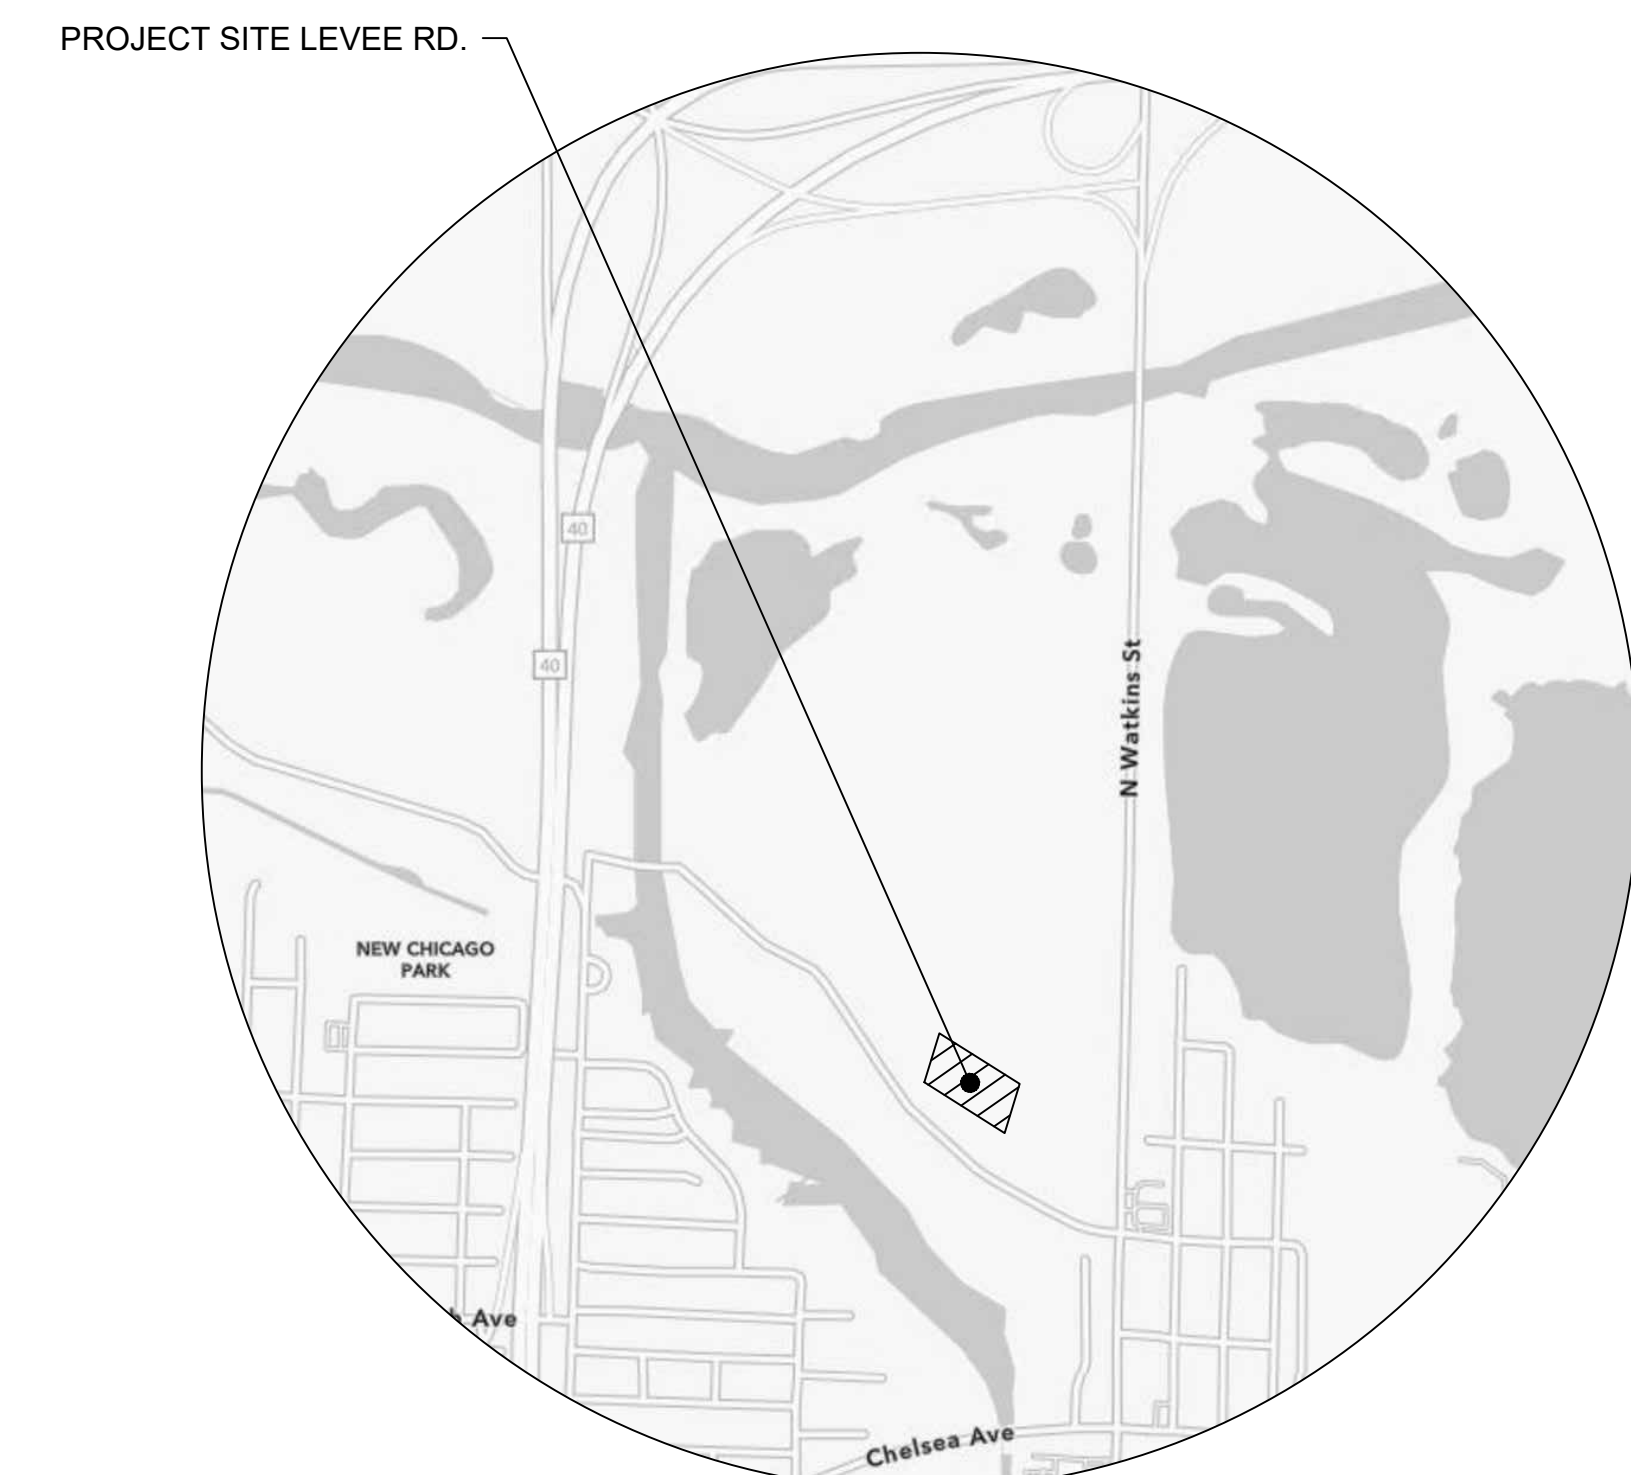 PROJECT SITE LEVEE RD.
40
40
N Watkins St
NEW CHICAGO
PARK
Ave
Chelsea Ave